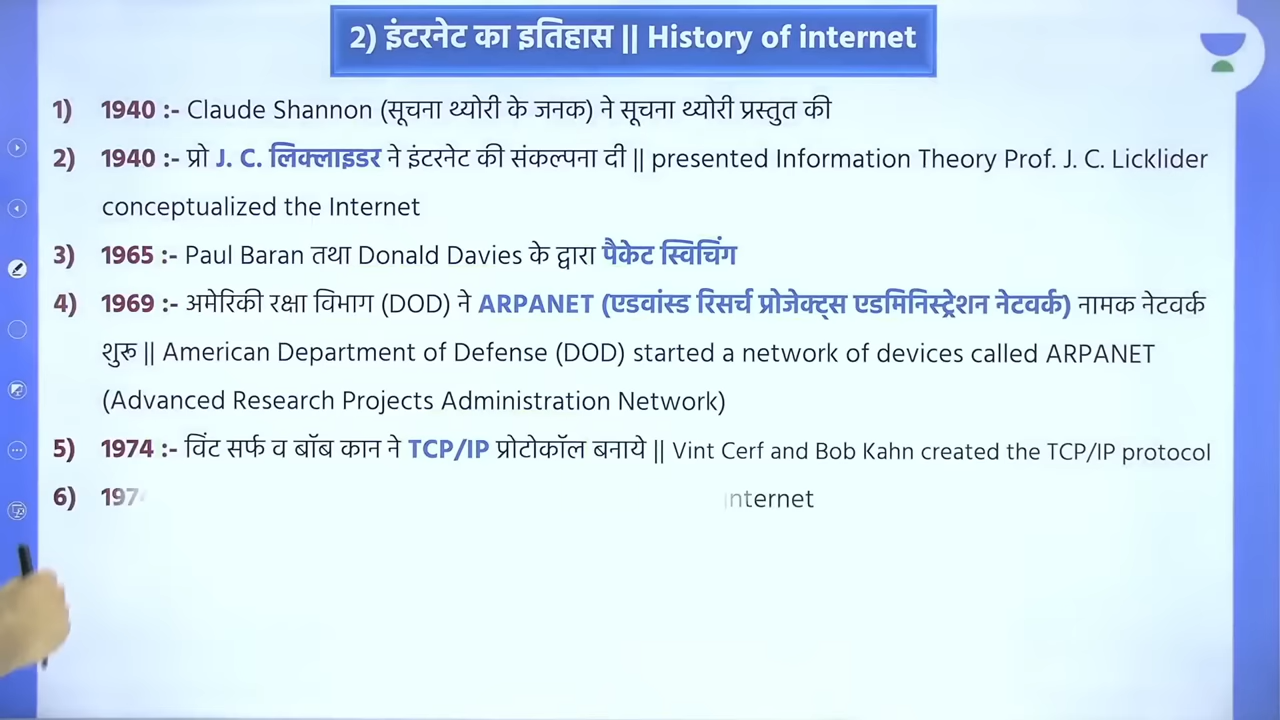 2) इंटरनेट का इतिहास || History of internet
1) 1940 :- Claude Shannon (सूचना थ्योरी के जनक) ने सूचना थ्योरी प्रस्तुत की
2) 1940 :- प्रो J. C. लिक्लाइडर ने इंटरनेट की संकल्पना दी || presented Information Theory Prof. J. C. Licklider
conceptualized the Internet
3) 1965 :- Paul Baran तथा Donald Davies के द्वारा पैकेट स्विचिंग
4) 1969 :- अमेरिकी रक्षा विभाग (DOD) ने ARPANET (एडवांस्ड रिसर्च प्रोजेक्ट्स एडमिनिस्ट्रेशन नेटवर्क) नामक नेटवर्क
शुरू || American Department of Defense (DOD) started a network of devices called ARPANET
(Advanced Research Projects Administration Network)
5) 1974 :- विंट सर्फ व बॉब कान ने TCP/IP प्रोटोकॉल बनाये || Vint Cerf and Bob Kahn created the TCP/IP protocol
6) 1974 internet